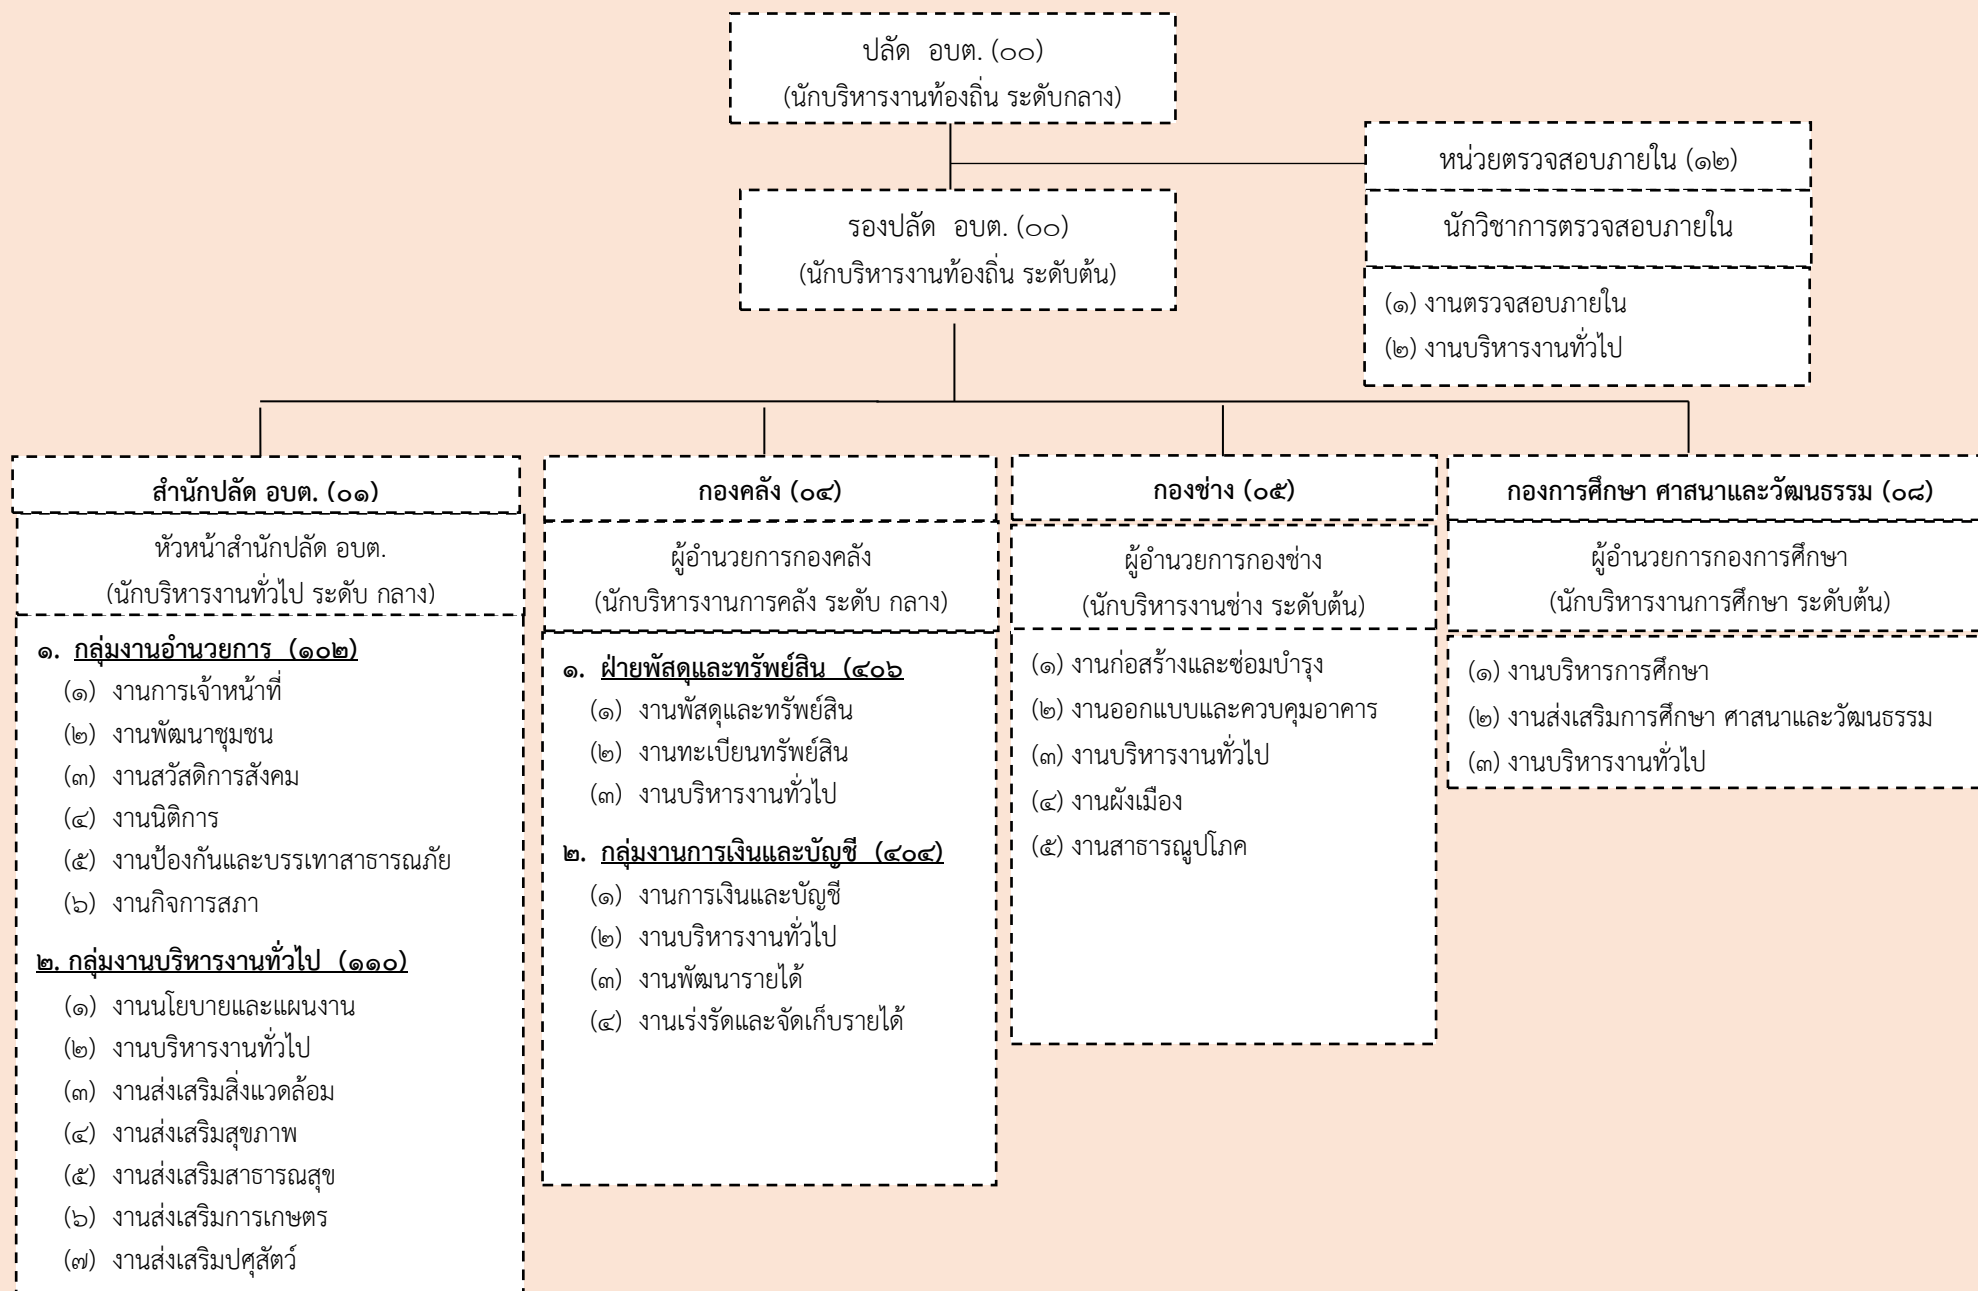 ปลัด อบต. (๐๐)
(นักบริหารงานท้องถิ่น ระดับกลาง)
หน่วยตรวจสอบภายใน (๑๒)
นักวิชาการตรวจสอบภายใน
(๑) งานตรวจสอบภายใน
(๒) งานบริหารงานทั่วไป
รองปลัด อบต. (๐๐)
(นักบริหารงานท้องถิ่น ระดับต้น)
สำนักปลัด อบต. (๐๑)
หัวหน้าสำนักปลัด อบต.
(นักบริหารงานทั่วไป ระดับ กลาง)
๑. กลุ่มงานอำนวยการ (๑๐๒)
(๑) งานการเจ้าหน้าที่
(๒) งานพัฒนาชุมชน
(๓) งานสวัสดิการสังคม
(๔) งานนิติการ
(๕) งานป้องกันและบรรเทาสาธารณภัย
(๖) งานกิจการสภา
๒. กลุ่มงานบริหารงานทั่วไป (๑๑๐)
(๑) งานนโยบายและแผนงาน
(๒) งานบริหารงานทั่วไป
(๓) งานส่งเสริมสิ่งแวดล้อม
(๔) งานส่งเสริมสุขภาพ
(๕) งานส่งเสริมสาธารณสุข
(๖) งานส่งเสริมการเกษตร
(๗) งานส่งเสริมปศุสัตว์
กองคลัง (๐๔)
ผู้อำนวยการกองคลัง
(นักบริหารงานการคลัง ระดับ กลาง)
๑. ฝ่ายพัสดุและทรัพย์สิน (๔๐๖
(๑) งานพัสดุและทรัพย์สิน
(๒) งานทะเบียนทรัพย์สิน
(๓) งานบริหารงานทั่วไป
๒. กลุ่มงานการเงินและบัญชี (๔๐๔)
(๑) งานการเงินและบัญชี
(๒) งานบริหารงานทั่วไป
(๓) งานพัฒนารายได้
(๔) งานเร่งรัดและจัดเก็บรายได้
กองช่าง (๐๕)
ผู้อำนวยการกองช่าง
(นักบริหารงานช่าง ระดับต้น)
(๑) งานก่อสร้างและซ่อมบำรุง
(๒) งานออกแบบและควบคุมอาคาร
(๓) งานบริหารงานทั่วไป
(๔) งานผังเมือง
(๕) งานสาธารณูปโภค
กองการศึกษา ศาสนาและวัฒนธรรม (๐๘)
ผู้อำนวยการกองการศึกษา
(นักบริหารงานการศึกษา ระดับต้น)
(๑) งานบริหารการศึกษา
(๒) งานส่งเสริมการศึกษา ศาสนาและวัฒนธรรม
(๓) งานบริหารงานทั่วไป